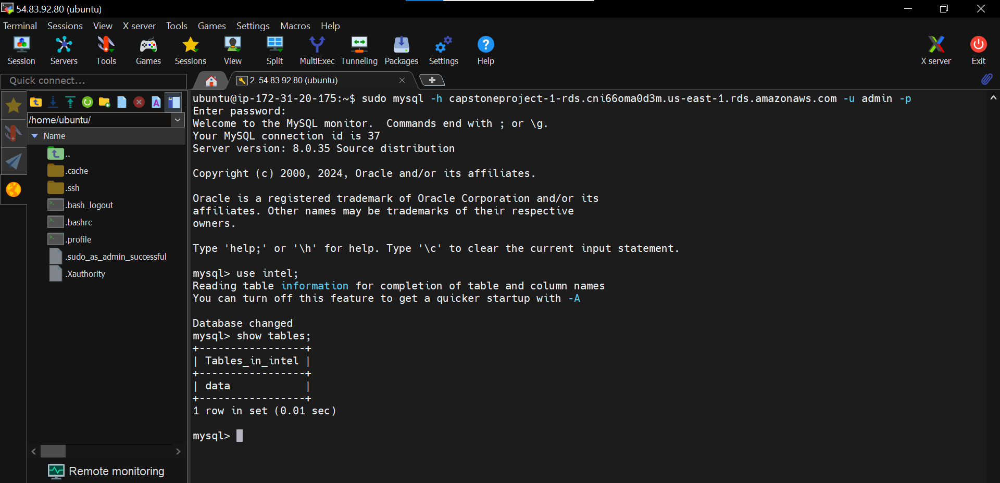 54.83.92.80 (ubuntu)
Terminal Sessions View X server Tools Games Settings Macros Help
Session Servers Tools Games Sessions View Split MultiExec Tunneling Packages Settings Help X server Exit
Quick connect...
2. 54.83.92.80 (ubuntu)
/home/ubuntu/
Name
..
.cache
.ssh
.bash_logout
.bashrc
.profile
.sudo_as_admin_successful
.Xauthority
Remote monitoring
ubuntu@ip-172-31-20-175:~$ sudo mysql -h capstoneproject-1-rds.cni66oma0d3m.us-east-1.rds.amazonaws.com -u admin -p
Enter password:
Welcome to the MySQL monitor.  Commands end with ; or \g.
Your MySQL connection id is 37
Server version: 8.0.35 Source distribution
Copyright (c) 2000, 2024, Oracle and/or its affiliates.
Oracle is a registered trademark of Oracle Corporation and/or its
affiliates. Other names may be trademarks of their respective
owners.
Type 'help;' or '\h' for help. Type '\c' to clear the current input statement.
mysql> use intel;
Reading table information for completion of table and column names
You can turn off this feature to get a quicker startup with -A
Database changed
mysql> show tables;
+-----------------+
| Tables_in_intel |
+-----------------+
| data            |
+-----------------+
1 row in set (0.01 sec)
mysql>